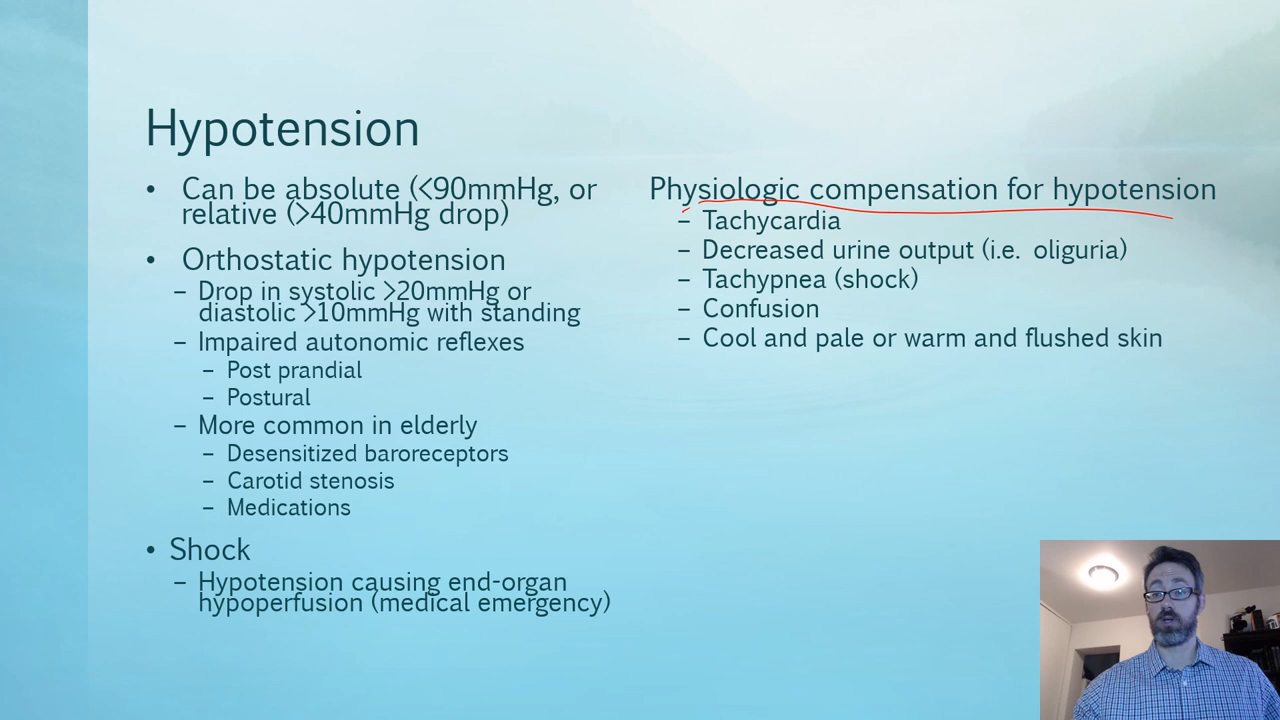 Hypotension
• Can be absolute (<90mmHg, or
relative (>40mmHg drop)
• Orthostatic hypotension
– Drop in systolic >20mmHg or
diastolic >10mmHg with standing
– Impaired autonomic reflexes
– Post prandial
– Postural
– More common in elderly
– Desensitized baroreceptors
– Carotid stenosis
– Medications
• Shock
– Hypotension causing end-organ
hypoperfusion (medical emergency)
Physiologic compensation for hypotension
– Tachycardia
– Decreased urine output (i.e. oliguria)
– Tachypnea (shock)
– Confusion
– Cool and pale or warm and flushed skin